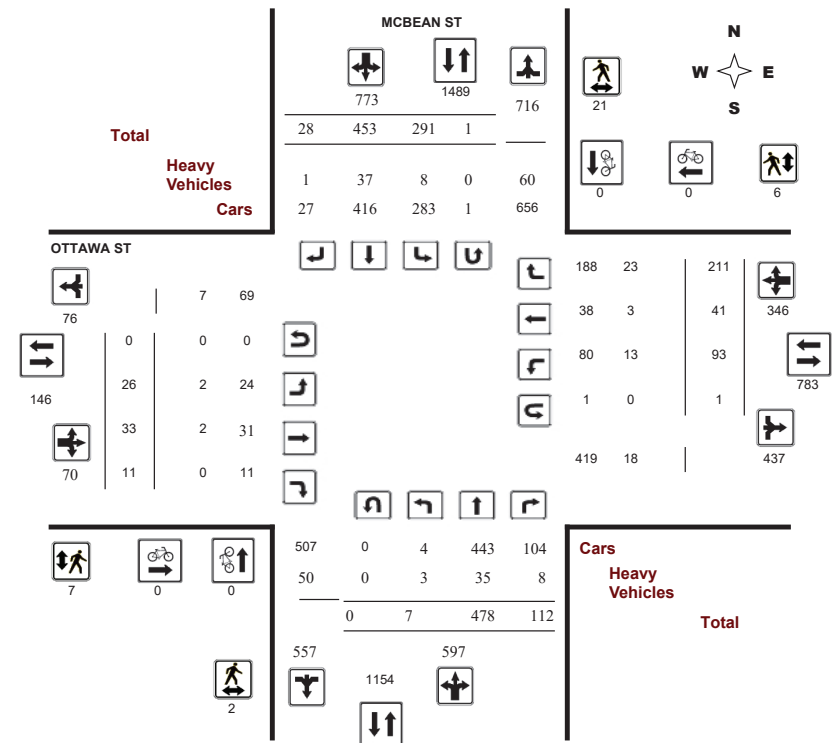 MCBEAN ST
N
W E
S
773
1489
716
21
Total
28 453 291 1
Heavy
Vehicles
1 37 8 0 60
Cars
27 416 283 1 656
0 0 6
OTTAWA ST
76
7 69
188 23 211
346
0 0 0
38 3 41
146
26 2 24
80 13 93
783
33 2 31
1 0 1
70
11 0 11
419 18
437
507 0 4 443 104
Cars
50 0 3 35 8
Heavy
Vehicles
0 7 478 112
Total
7 0 0
557
1154
597
2